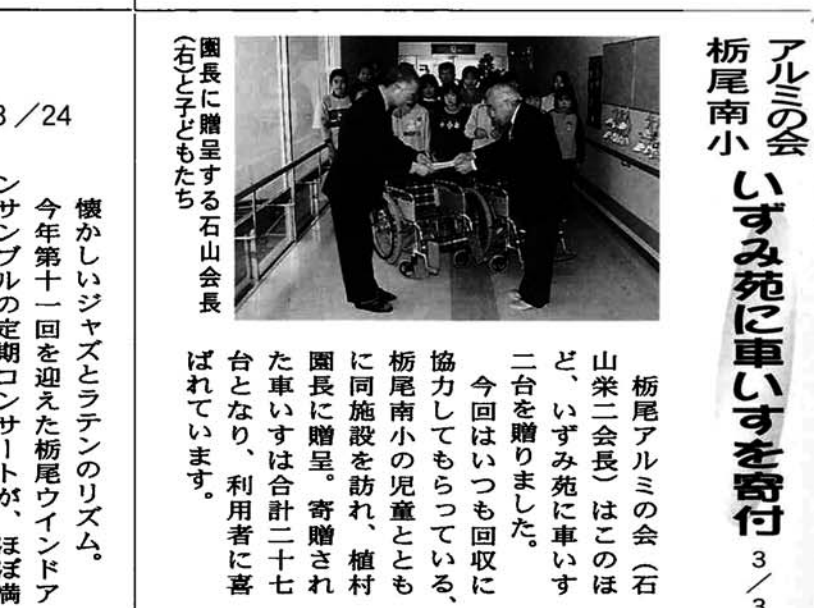 アルミの会
栃尾南小
いずみ苑に車いすを寄付
3/3
園長に贈呈する石山会長
(右)と子どもたち
栃尾アルミの会(石
山栄二会長)はこのほ
ど、いずみ苑に車いす
二台を贈りました。
今回はいつも回収に
協力してもらっている、
栃尾南小の児童ととも
に同施設を訪れ、植村
園長に贈呈。寄贈され
た車いすは合計二十七
台となり、利用者に喜
ばれています。
3/24
懐かしいジャズとラテンのリズム。
今年第十一回を迎えた栃尾ウインドア
ンサンブルの定期コンサートが、ほぼ満